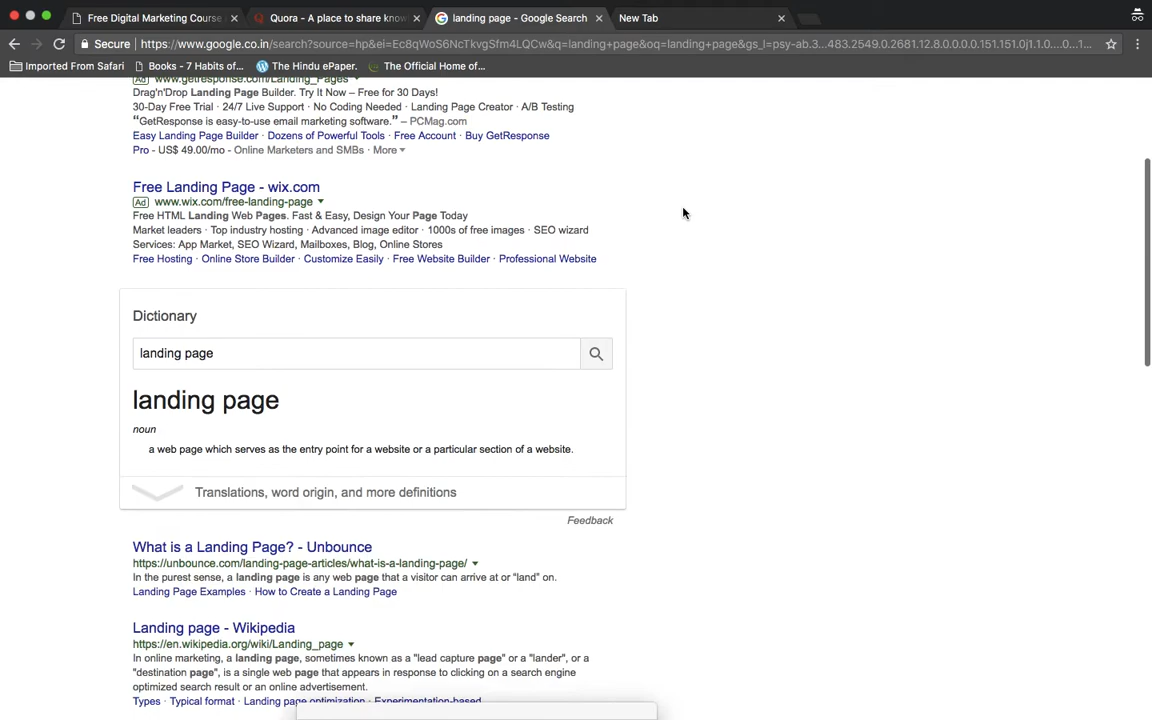 Free Digital Marketing Course
Quora - A place to share know
landing page - Google Search
New Tab
Secure
https://www.google.co.in/search?source=hp&ei=Ec8qWoS6NcTkvgSfm4LQCw&q=landing+page&oq=landing+page&gs_l=psy-ab.3...483.2549.0.2681.12.8.0.0.0.0.151.151.0j1.1.0....0...1...
Imported From Safari
Books - 7 Habits of...
The Hindu ePaper.
The Official Home of...
Ad www.getresponse.com/Landing_Pages
Drag'n'Drop Landing Page Builder. Try It Now – Free for 30 Days!
30-Day Free Trial · 24/7 Live Support · No Coding Needed · Landing Page Creator · A/B Testing
“GetResponse is easy-to-use email marketing software.” – PCMag.com
Easy Landing Page Builder · Dozens of Powerful Tools · Free Account · Buy GetResponse
Pro - US$ 49.00/mo - Online Marketers and SMBs · More
Free Landing Page - wix.com
Ad www.wix.com/free-landing-page
Free HTML Landing Web Pages. Fast & Easy, Design Your Page Today
Market leaders · Top industry hosting · Advanced image editor · 1000s of free images · SEO wizard
Services: App Market, SEO Wizard, Mailboxes, Blog, Online Stores
Free Hosting · Online Store Builder · Customize Easily · Free Website Builder · Professional Website
Dictionary
landing page
landing page
noun
a web page which serves as the entry point for a website or a particular section of a website.
Translations, word origin, and more definitions
Feedback
What is a Landing Page? - Unbounce
https://unbounce.com/landing-page-articles/what-is-a-landing-page/
In the purest sense, a landing page is any web page that a visitor can arrive at or “land” on.
Landing Page Examples · How to Create a Landing Page
Landing page - Wikipedia
https://en.wikipedia.org/wiki/Landing_page
In online marketing, a landing page, sometimes known as a "lead capture page" or a "lander", or a
"destination page", is a single web page that appears in response to clicking on a search engine
optimized search result or an online advertisement.
Types · Typical format · Landing page optimization · Experimentation-based